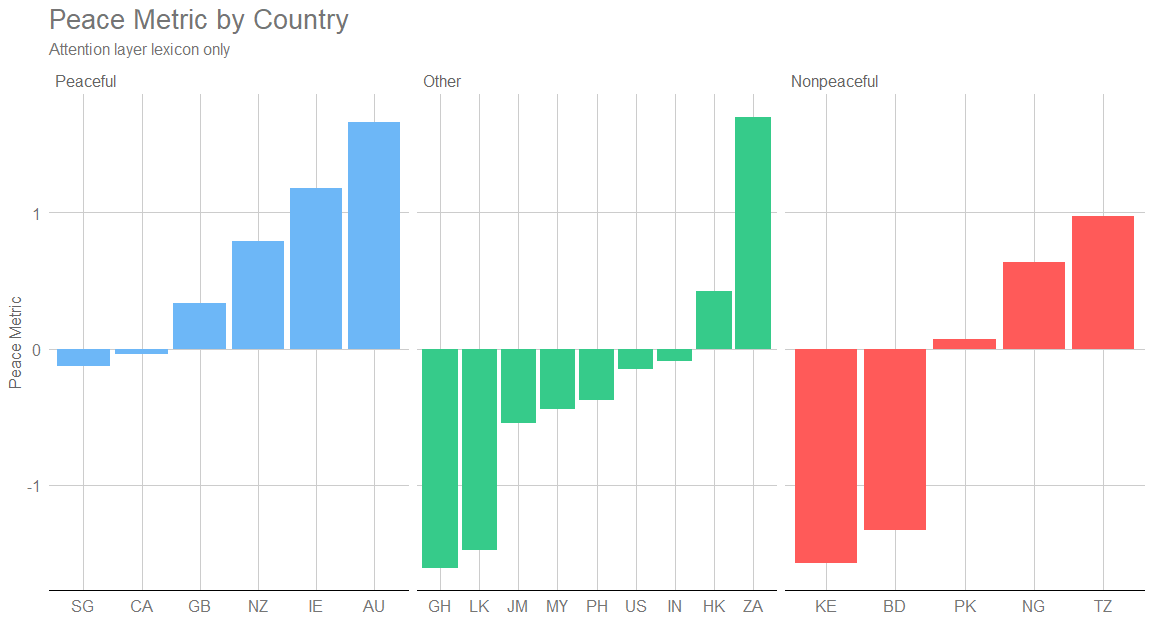 Peace Metric by Country
Attention layer lexicon only
Peaceful
Other
Nonpeaceful
Peace Metric
1
0
-1
SG CA GB NZ IE AU
GH LK JM MY PH US IN HK ZA
KE BD PK NG TZ